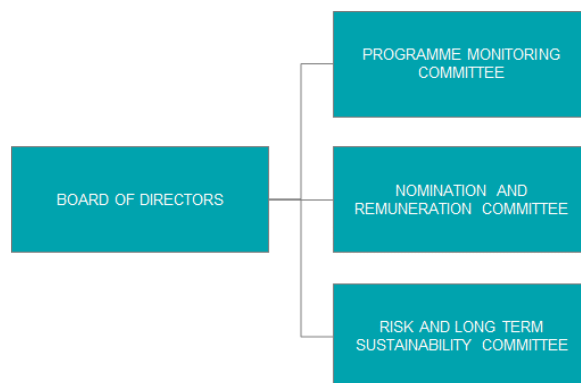 PROGRAMME MONITORING
COMMITTEE
BOARD OF DIRECTORS
NOMINATION AND
REMUNERATION COMMITTEE
RISK AND LONG TERM
SUSTAINABILITY COMMITTEE